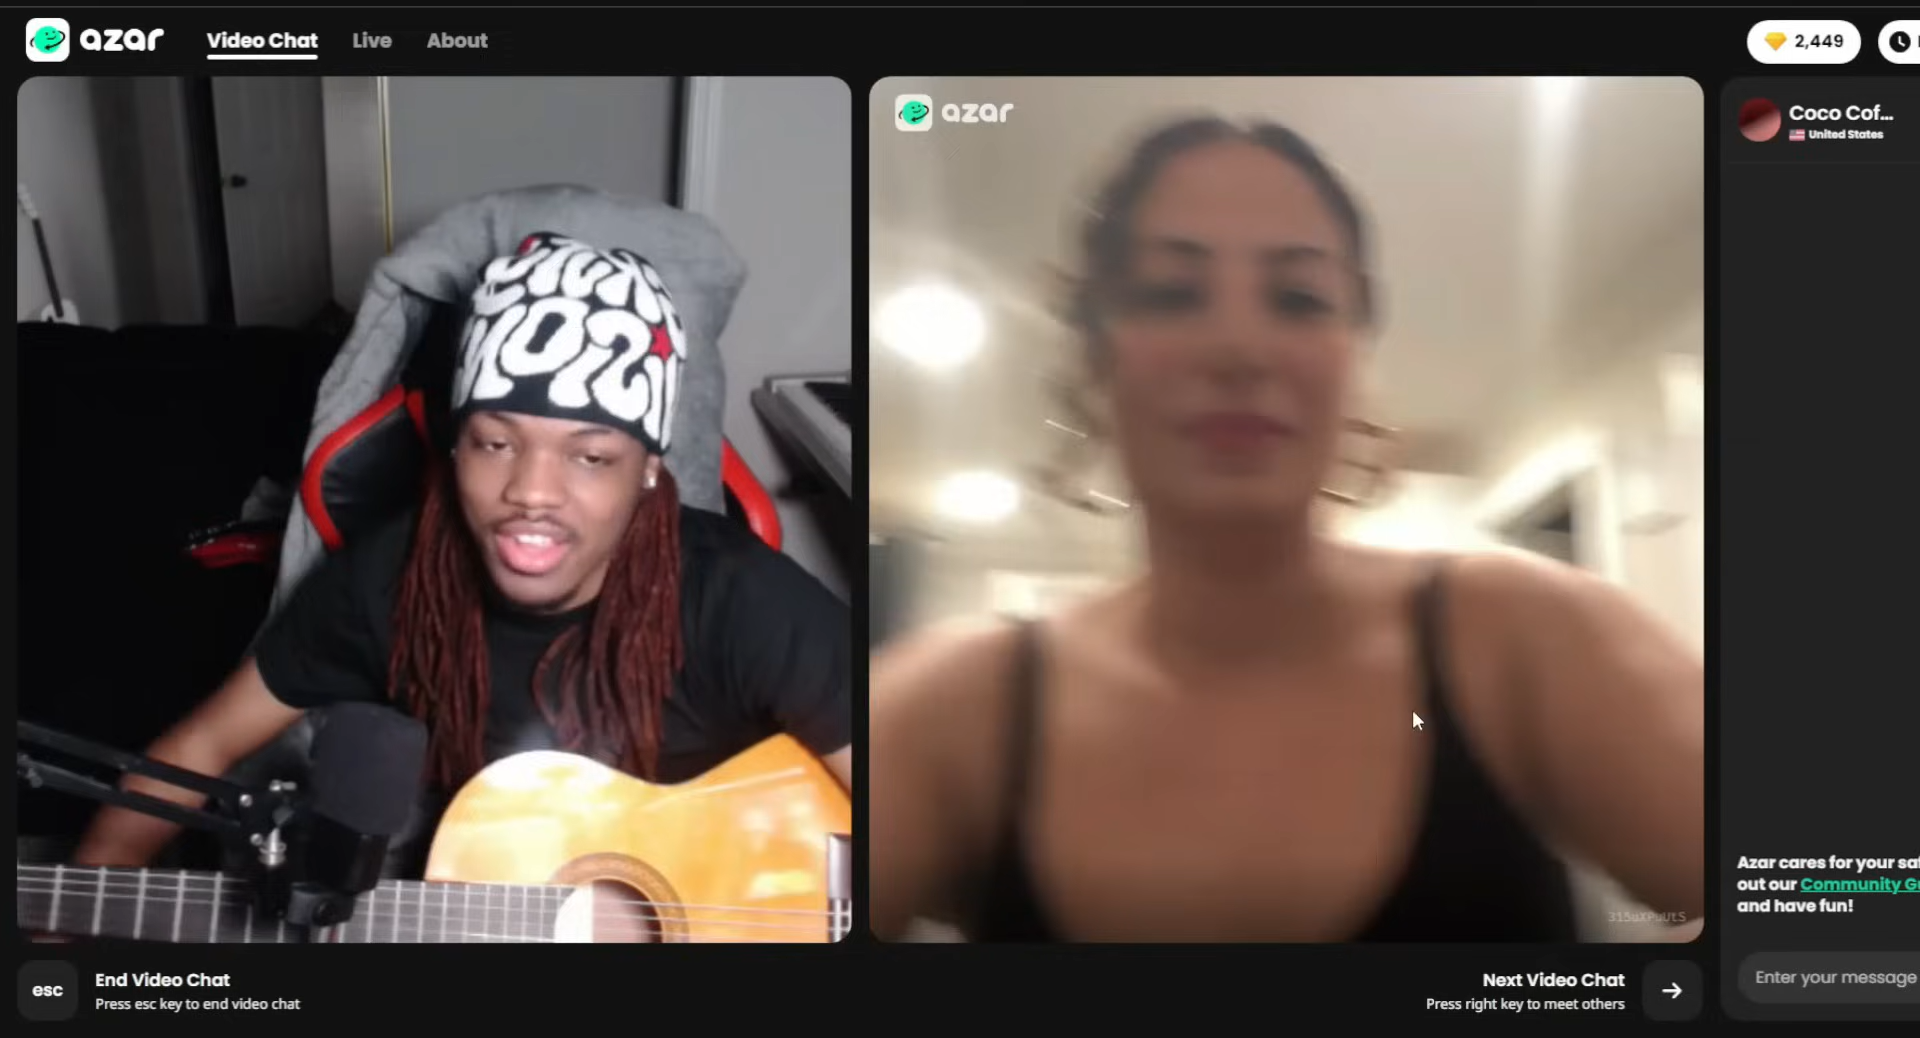 azar
Video Chat
Live
About
2,449
azar
Coco Cof...
United States
Azar cares for your
out our Community
and have fun!
Enter your message
315uXPuUtS
esc
End Video Chat
Press esc key to end video chat
Next Video Chat
Press right key to meet others